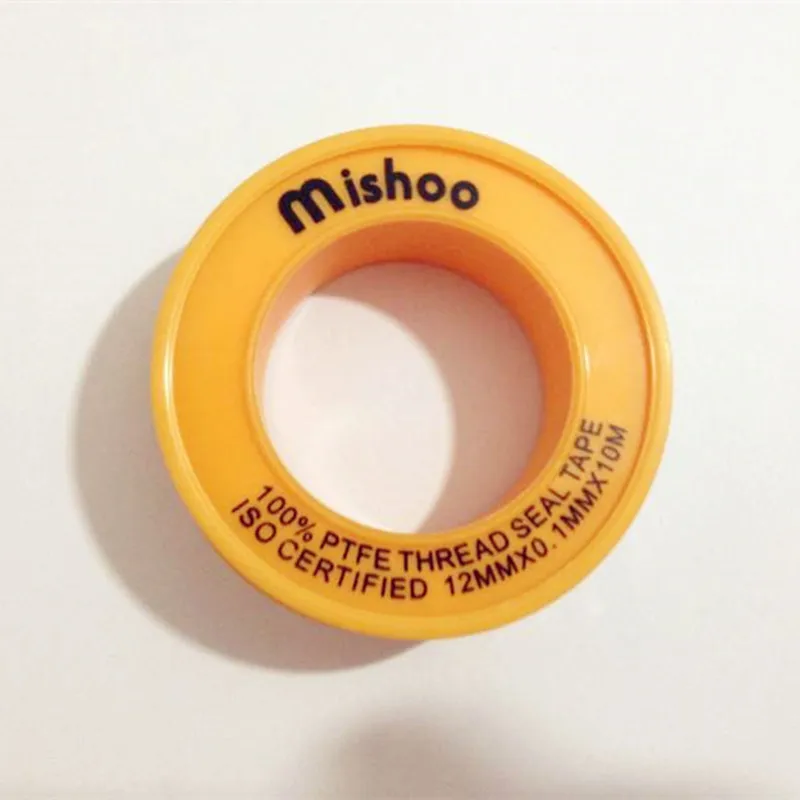 mishoo
100% PTFE THREAD SEAL TAPE
ISO CERTIFIED 12MMX0.1MMX10M